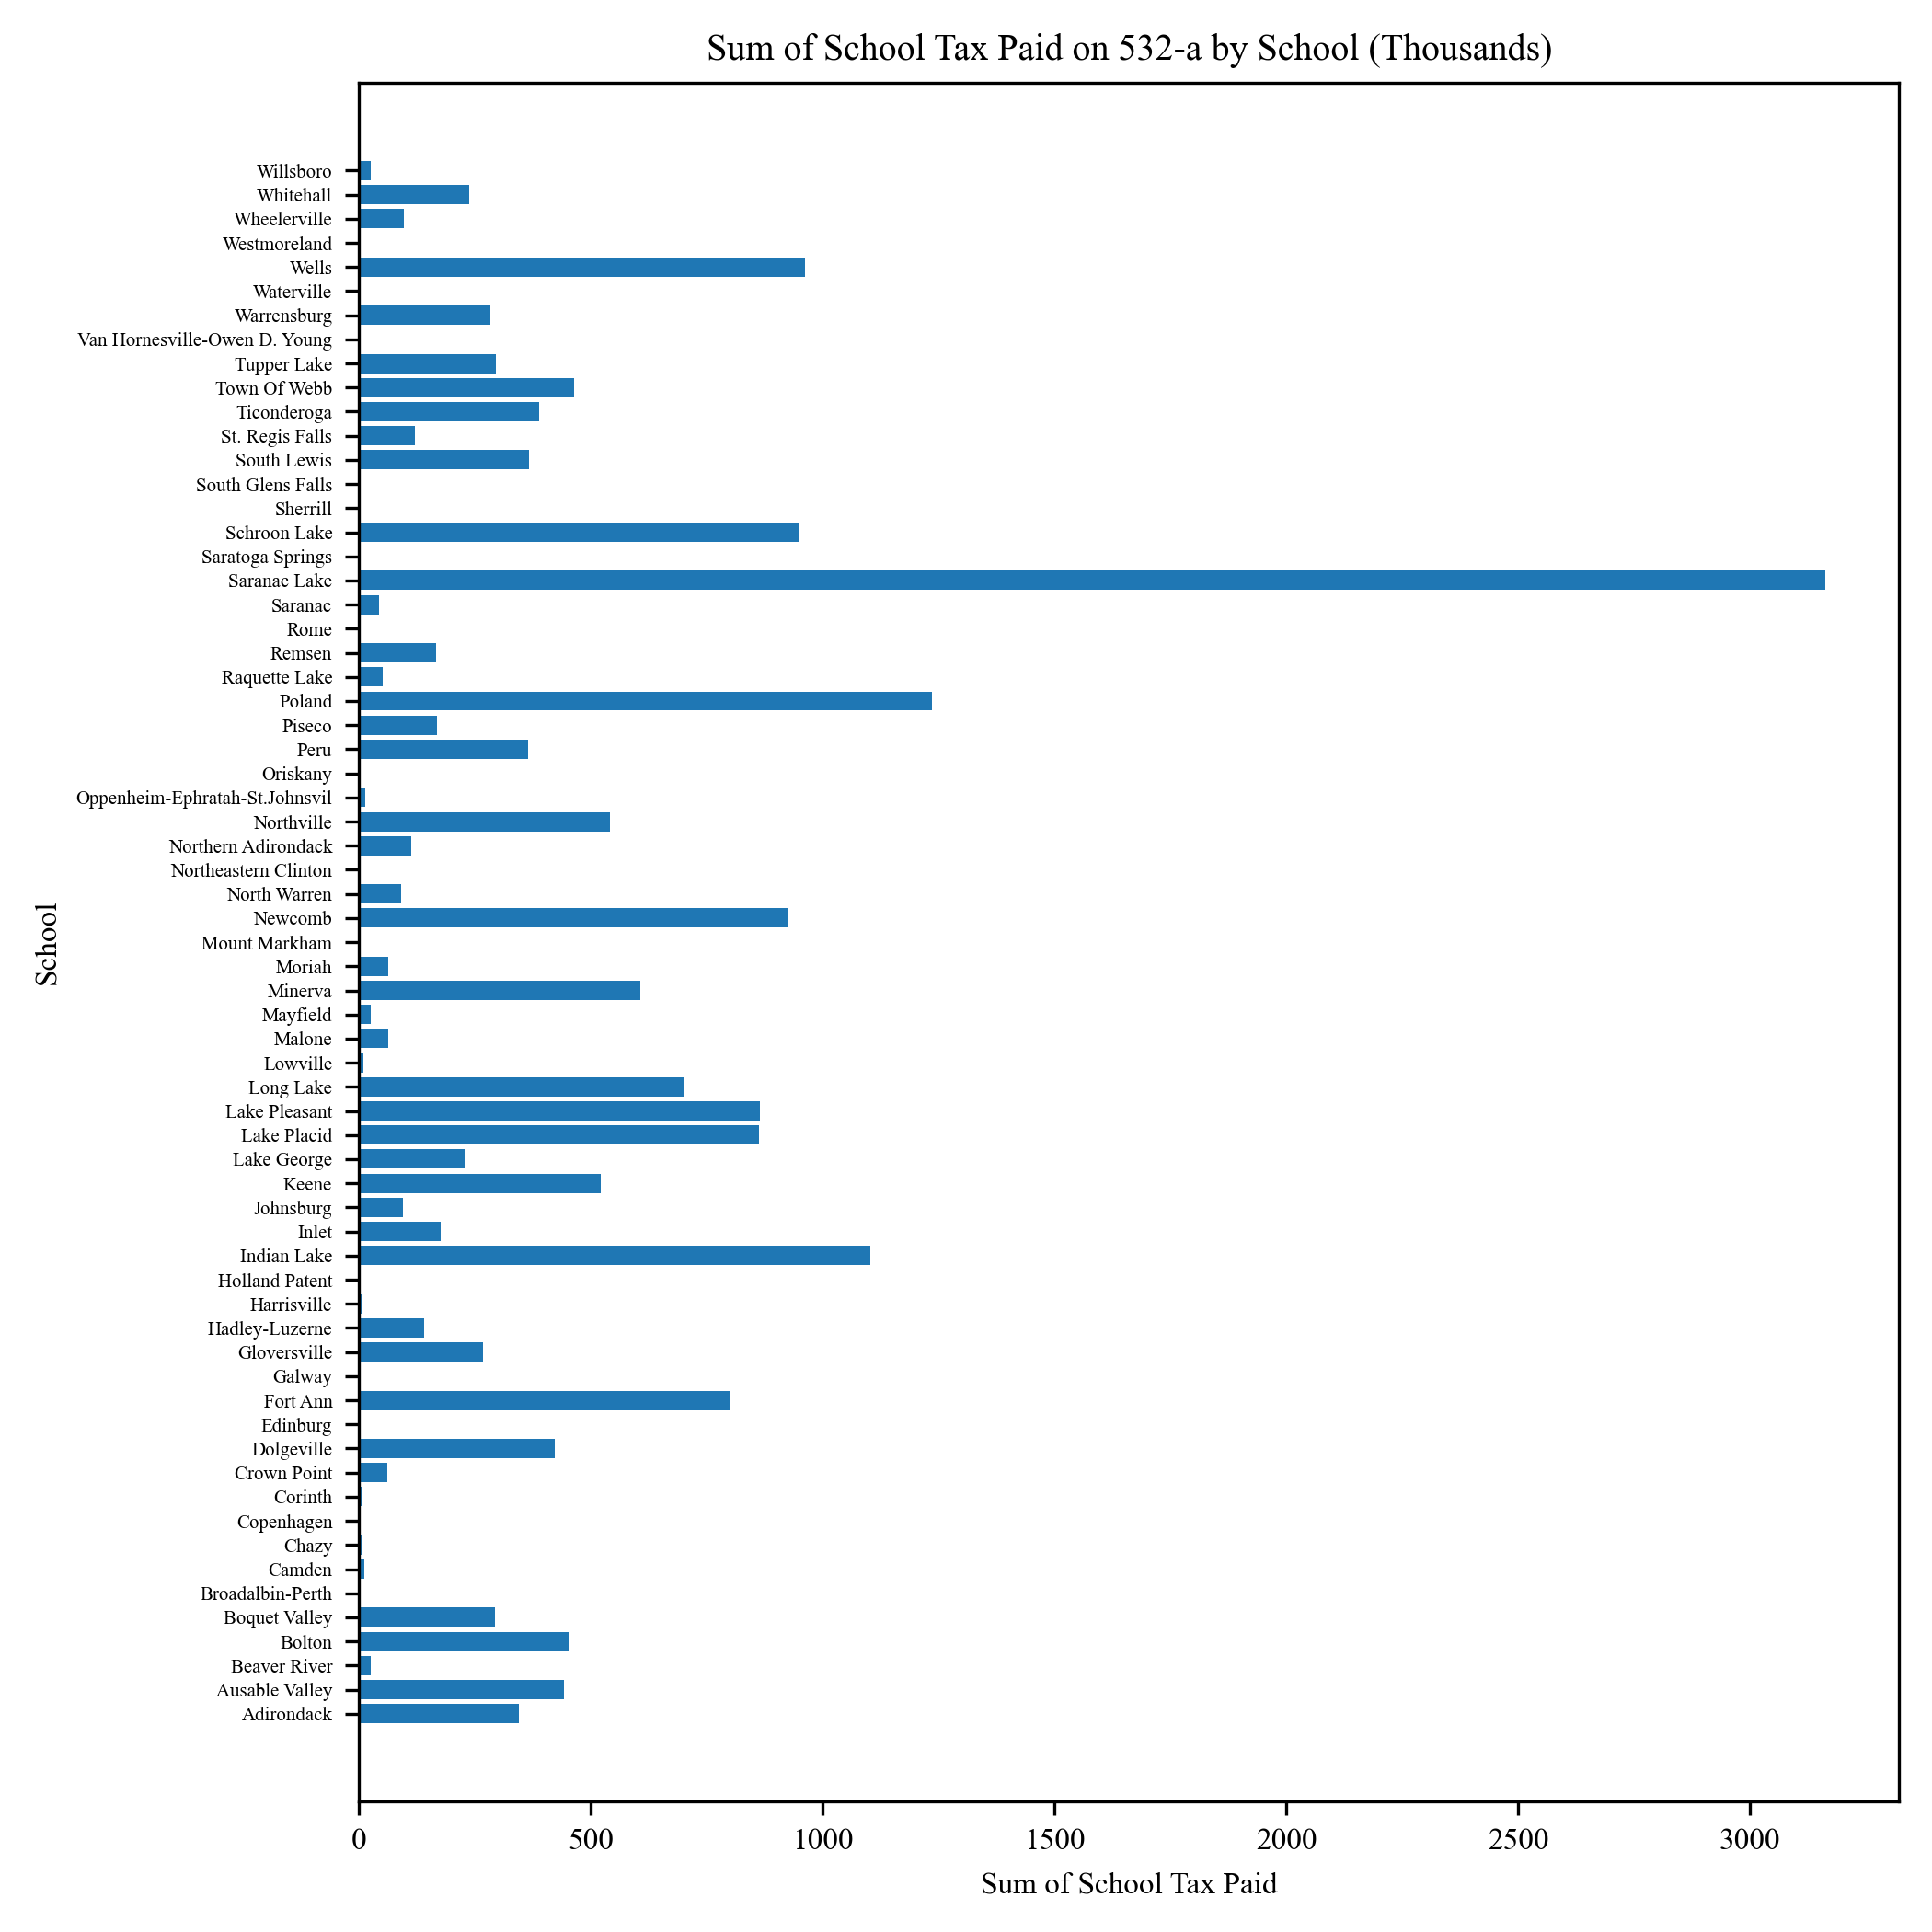 Sum of School Tax Paid on 532-a by School (Thousands)
Willsboro
Whitehall
Wheelerville
Westmoreland
Wells
Waterville
Warrensburg
Van Hornesville-Owen D. Young
Tupper Lake
Town Of Webb
Ticonderoga
St. Regis Falls
South Lewis
South Glens Falls
Sherrill
Schroon Lake
Saratoga Springs
Saranac Lake
Saranac
Rome
Remsen
Raquette Lake
Poland
Piseco
Peru
Oriskany
Oppenheim-Ephratah-St.Johnsvil
Northville
Northern Adirondack
Northeastern Clinton
North Warren
Newcomb
Mount Markham
Moriah
Minerva
Mayfield
Malone
Lowville
Long Lake
Lake Pleasant
Lake Placid
Lake George
Keene
Johnsburg
Inlet
Indian Lake
Holland Patent
Harrisville
Hadley-Luzerne
Gloversville
Galway
Fort Ann
Edinburg
Dolgeville
Crown Point
Corinth
Copenhagen
Chazy
Camden
Broadalbin-Perth
Boquet Valley
Bolton
Beaver River
Ausable Valley
Adirondack
School
0 500 1000 1500 2000 2500 3000
Sum of School Tax Paid